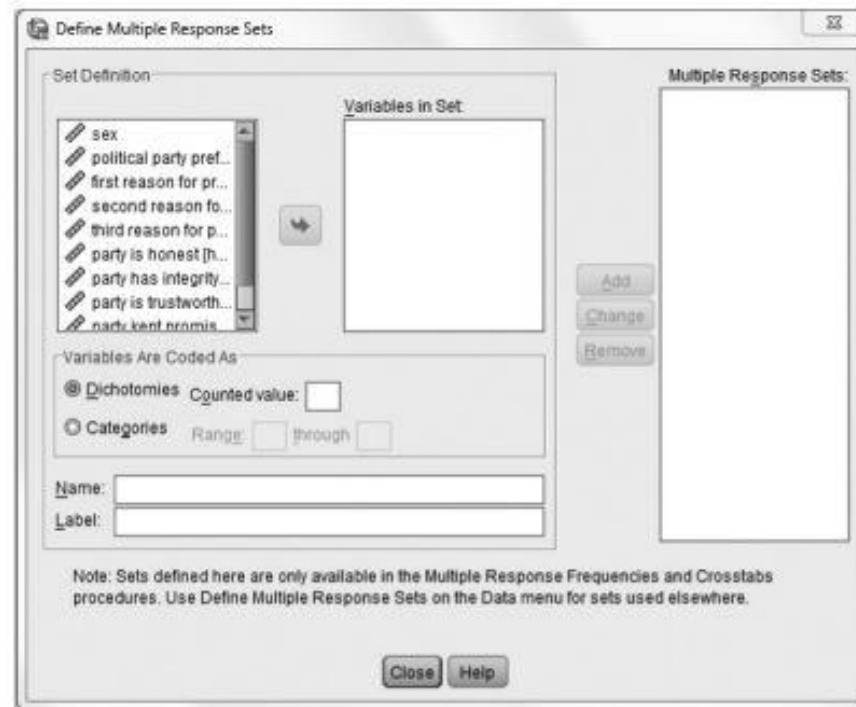 Define Multiple Response Sets
Set Definition
sex
political party pref...
first reason for pr...
second reason fo...
third reason for p...
party is honest [h...
party has integrity...
party is trustworth...
party kept promis
Variables in Set:
Multiple Response Sets:
Add
Change
Remove
Variables Are Coded As
Dichotomies Counted value:
Categories Range: through
Name:
Label:
Note: Sets defined here are only available in the Multiple Response Frequencies and Crosstabs
procedures. Use Define Multiple Response Sets on the Data menu for sets used elsewhere.
Close Help